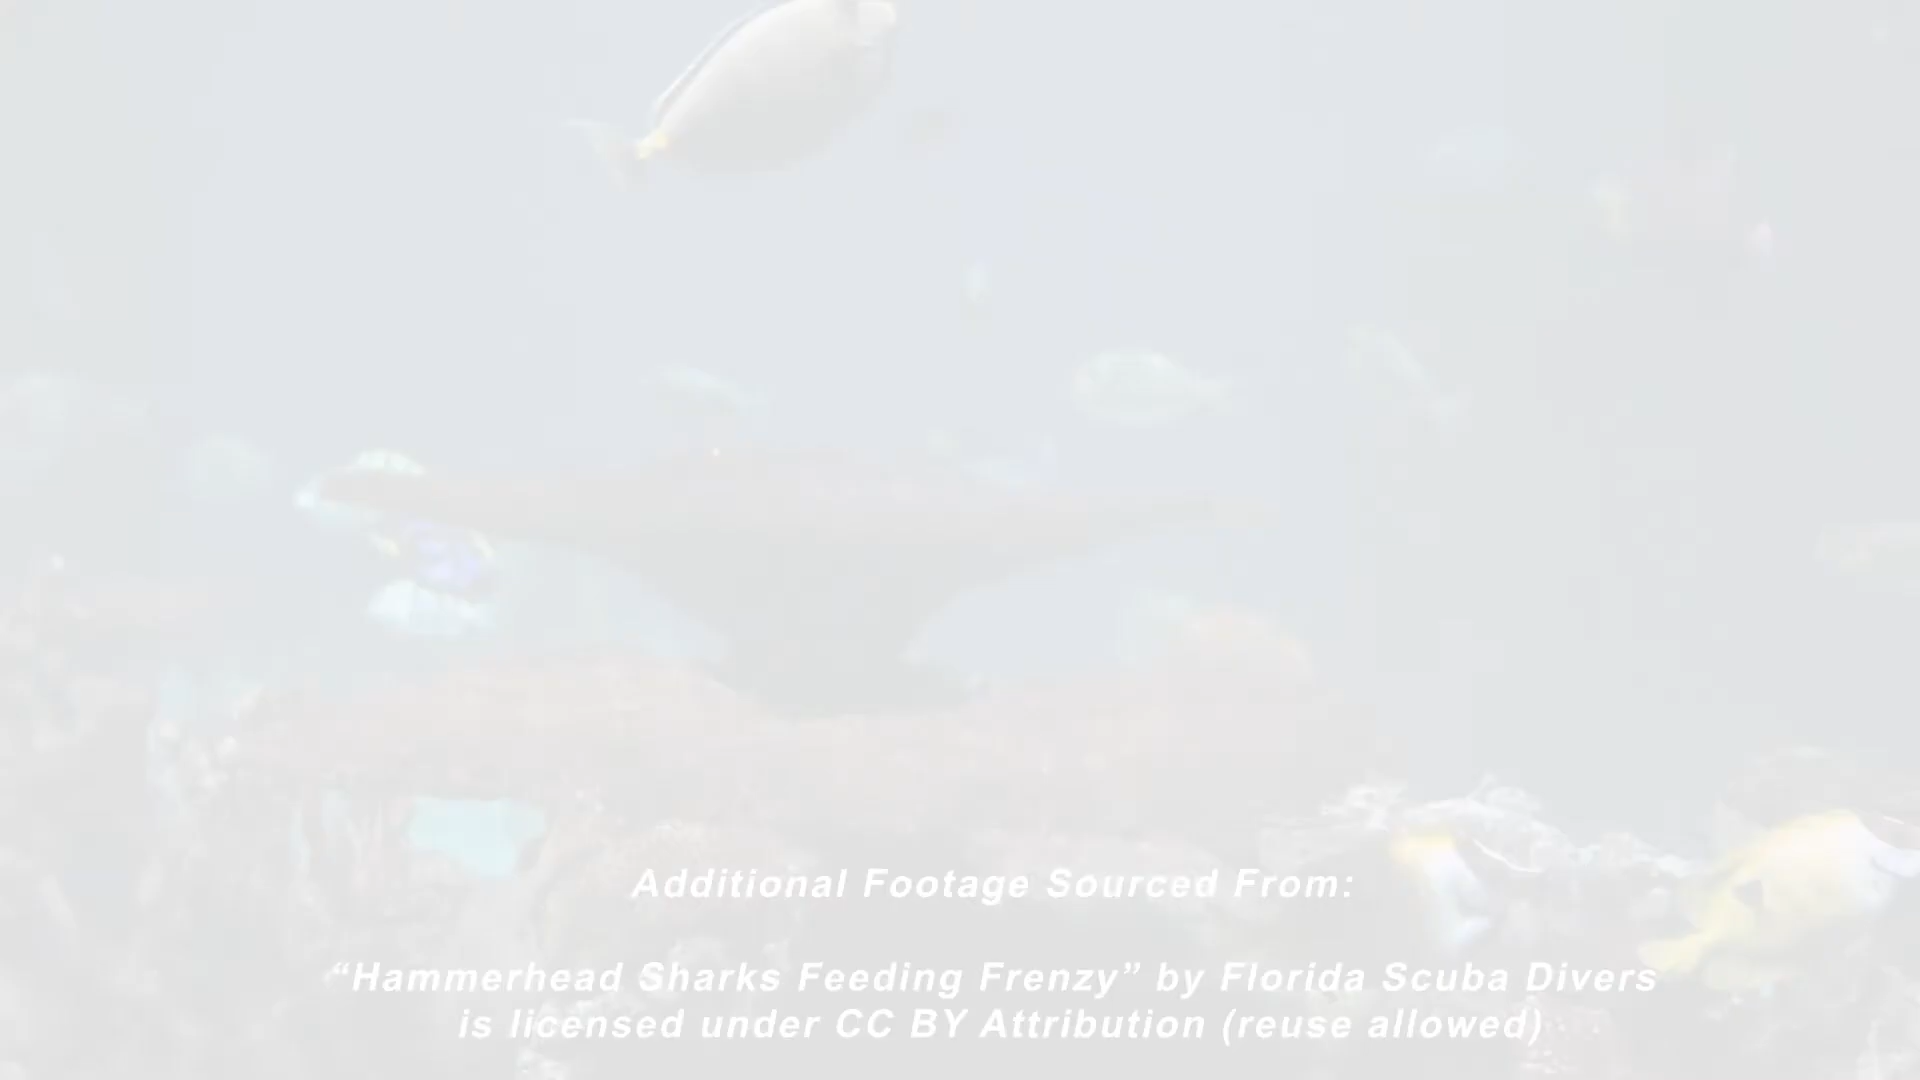 Additional Footage Sourced From:
“Hammerhead Sharks Feeding Frenzy” by Florida Scuba Divers
is licensed under CC BY Attribution (reuse allowed)